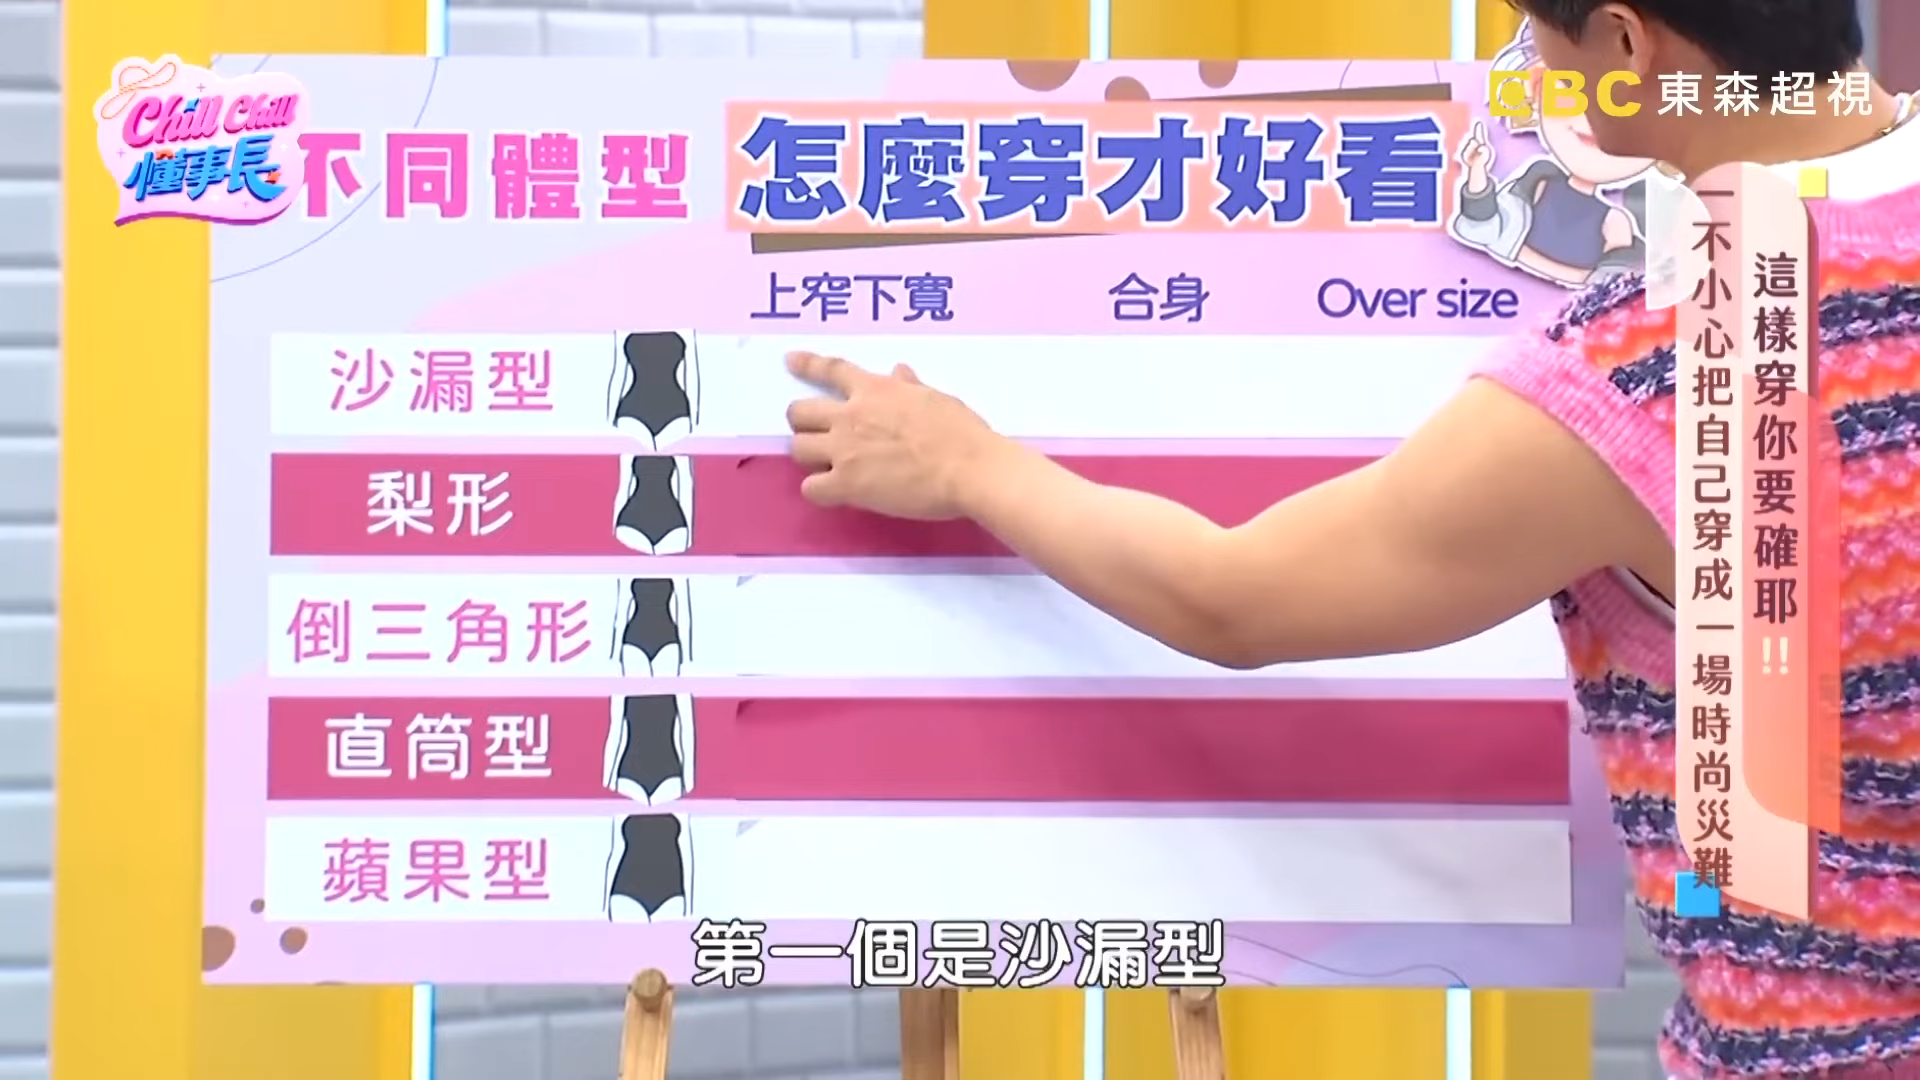 Chill Chill
懂事長
EBC 東森超視
不同體型 怎麼穿才好看
上窄下寬 合身 Over size
沙漏型
梨形
倒三角形
直筒型
蘋果型
這樣穿你要確耶!!
一不小心把自己穿成一場時尚災難
第一個是沙漏型